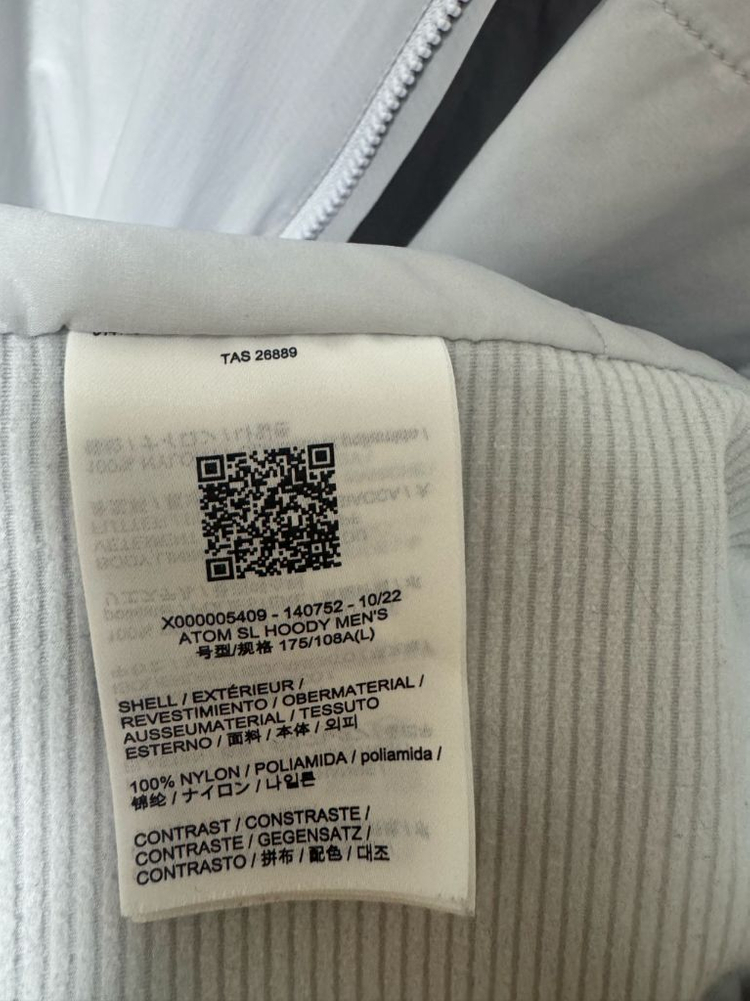 TAS 26889
X000005409 - 140752 - 10/22
ATOM SL HOODY MEN'S
号型/规格 175/108A(L)
SHELL / EXTÉRIEUR /
REVESTIMIENTO / OBERMATERIAL /
AUSSEUMATERIAL / TESSUTO
ESTERNO / 面料 / 本体 / 외피
100% NYLON / POLIAMIDA / poliamida /
锦纶 / ナイロン / 나일론
CONTRAST / CONSTRASTE /
CONTRASTE / GEGENSATZ /
CONTRASTO / 拼布 / 配色 / 대조